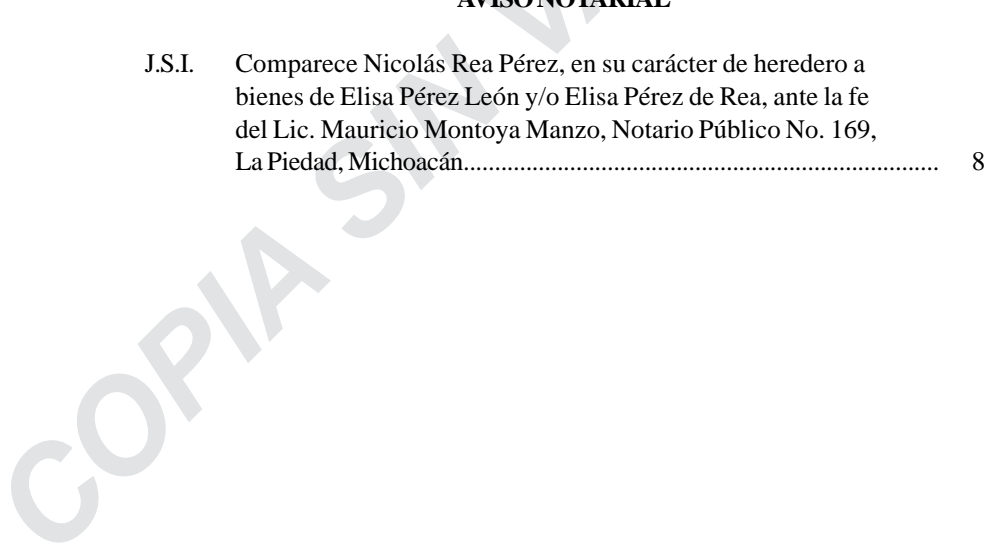 AVISO NOTARIAL
J.S.I. Comparece Nicolás Rea Pérez, en su carácter de heredero a
bienes de Elisa Pérez León y/o Elisa Pérez de Rea, ante la fe
del Lic. Mauricio Montoya Manzo, Notario Público No. 169,
La Piedad, Michoacán............................................................................ 8
COPIA SIN